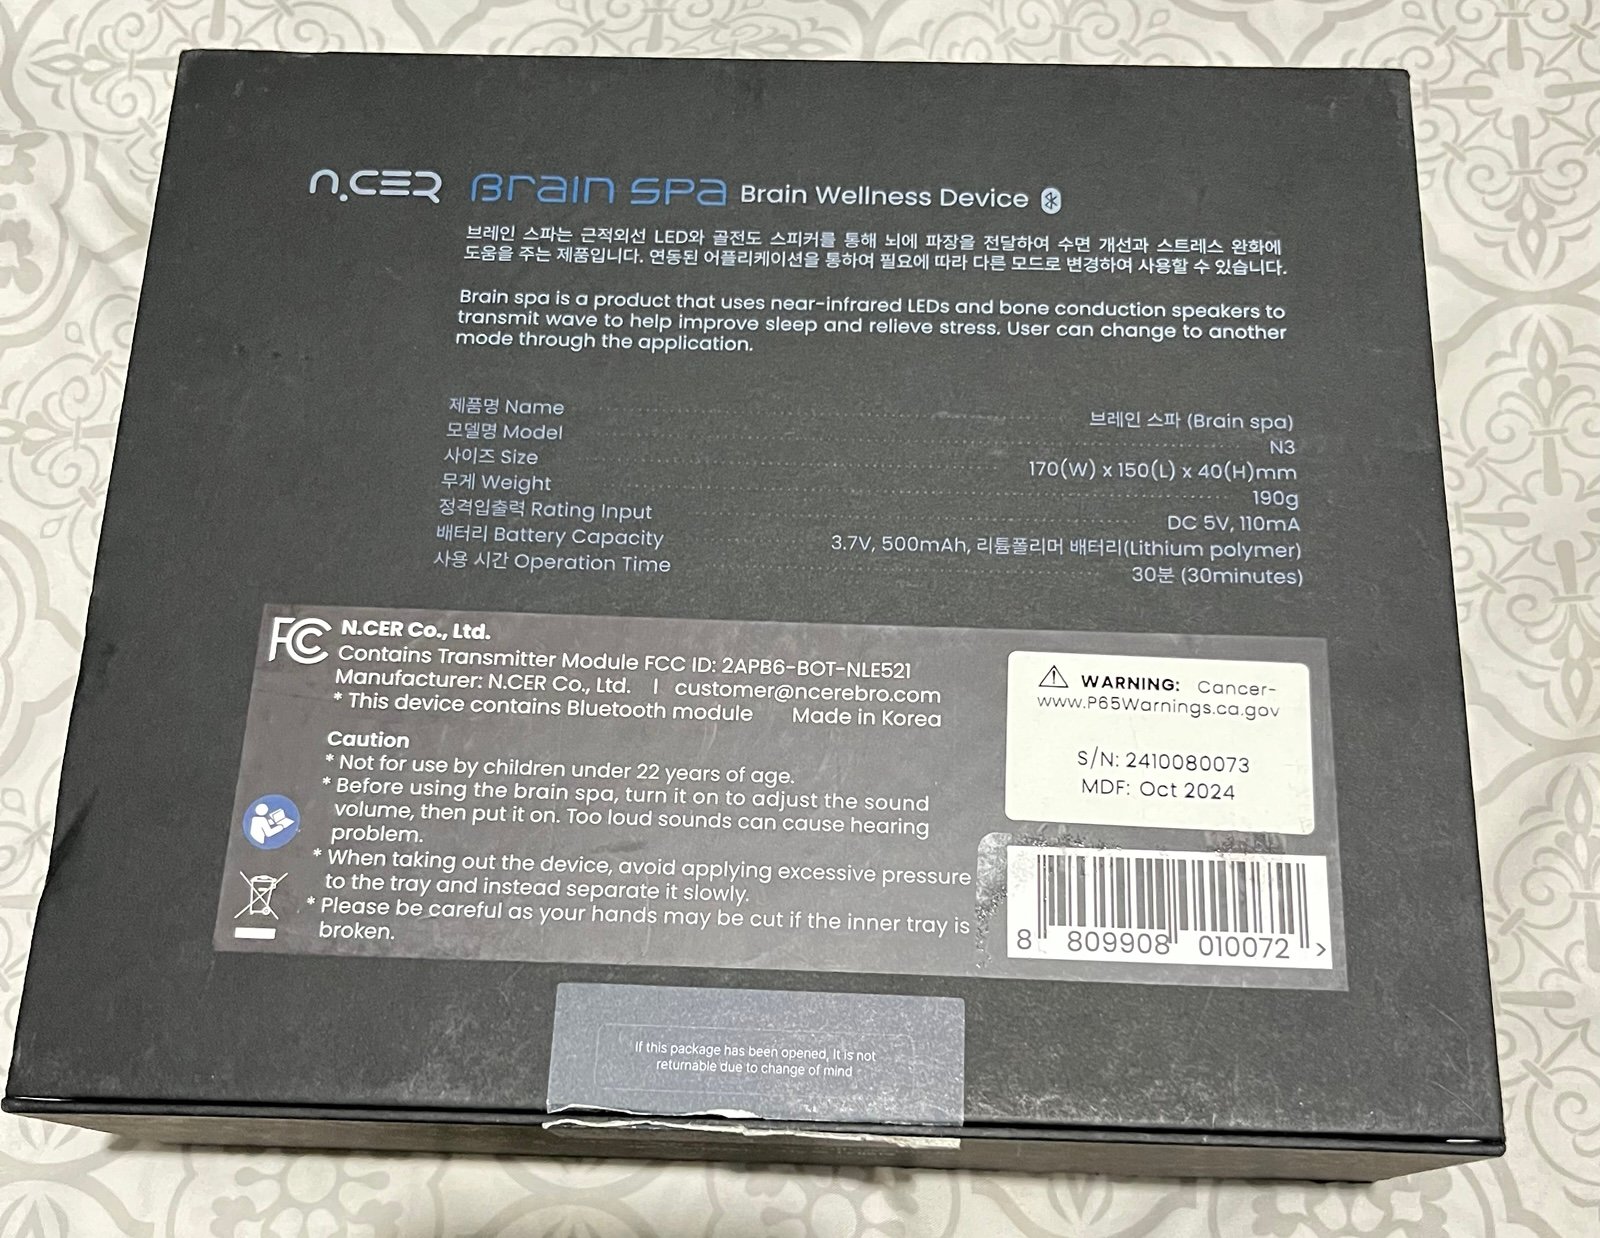 n.CER Brain SPa Brain Wellness Device
브레인 스파는 근적외선 LED와 골전도 스피커를 통해 뇌에 파장을 전달하여 수면 개선과 스트레스 완화에
도움을 주는 제품입니다. 연동된 어플리케이션을 통하여 필요에 따라 다른 모드로 변경하여 사용할 수 있습니다.
Brain spa is a product that uses near-infrared LEDs and bone conduction speakers to
transmit wave to help improve sleep and relieve stress. User can change to another
mode through the application.
제품명 Name 브레인 스파 (Brain spa)
모델명 Model N3
사이즈 Size 170(W) x 150(L) x 40(H)mm
무게 Weight 190g
정격입출력 Rating Input DC 5V, 110mA
배터리 Battery Capacity 3.7V, 500mAh, 리튬폴리머 배터리(Lithium polymer)
사용 시간 Operation Time 30분 (30minutes)
FC N.CER Co., Ltd.
Contains Transmitter Module FCC ID: 2APB6-BOT-NLE521
Manufacturer: N.CER Co., Ltd. | customer@ncerebro.com
* This device contains Bluetooth module Made in Korea
Caution
* Not for use by children under 22 years of age.
* Before using the brain spa, turn it on to adjust the sound
volume, then put it on. Too loud sounds can cause hearing
problem.
* When taking out the device, avoid applying excessive pressure
to the tray and instead separate it slowly.
* Please be careful as your hands may be cut if the inner tray is
broken.
WARNING: Cancer-
www.P65Warnings.ca.gov
S/N: 2410080073
MDF: Oct 2024
8 809908 010072 >
If this package has been opened, It is not
returnable due to change of mind